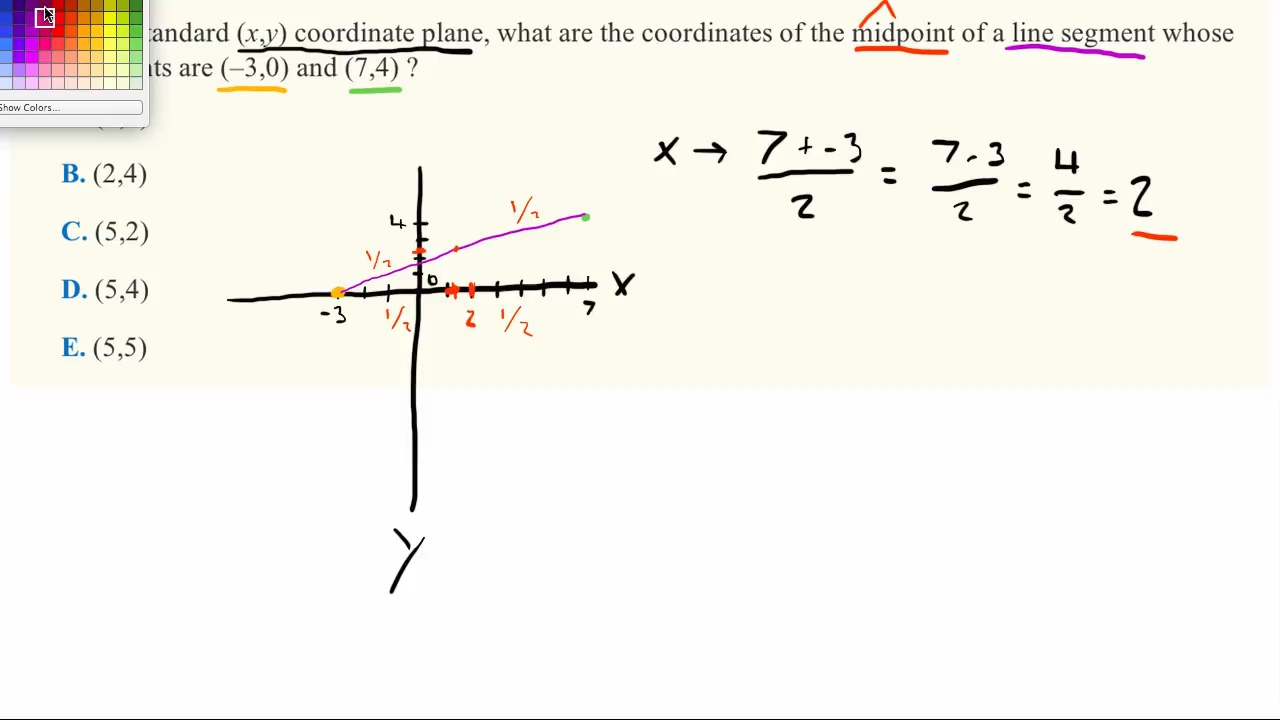 tandard (x,y) coordinate plane, what are the coordinates of the midpoint of a line segment whose
nts are (–3,0) and (7,4) ?
Show Colors...
B. (2,4)
C. (5,2)
D. (5,4)
E. (5,5)
x → 7 + -3 / 2 = 7 - 3 / 2 = 4 / 2 = 2
4
1/2
1/2
0
x
-3
1/2
2
1/2
7
y